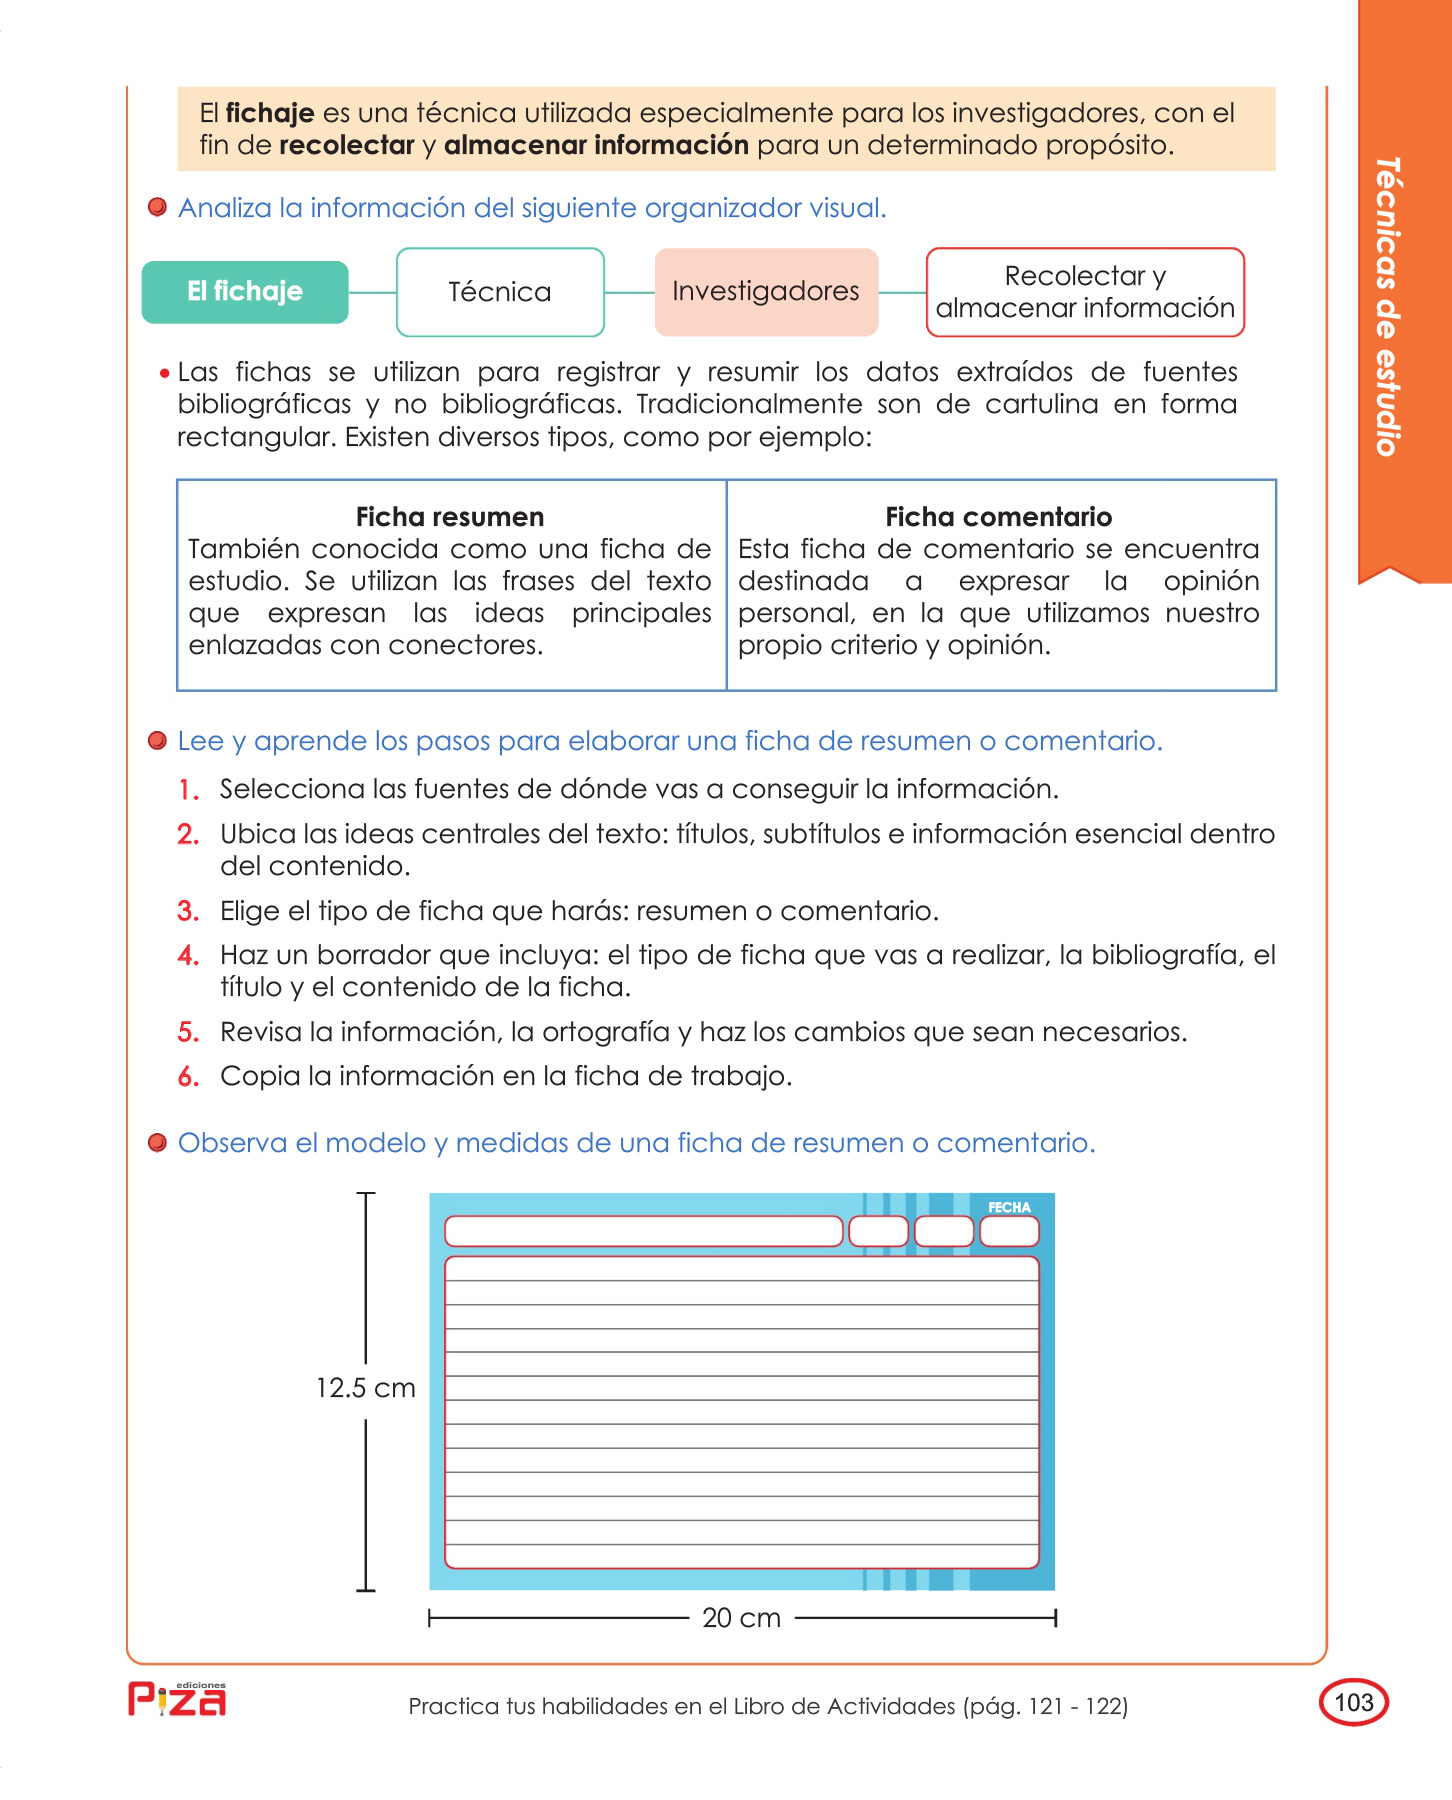 El fichaje es una técnica utilizada especialmente para los investigadores, con el
fin de recolectar y almacenar información para un determinado propósito.
Técnicas de estudio
Analiza la información del siguiente organizador visual.
El fichaje
Técnica
Investigadores
Recolectar y
almacenar información
• Las fichas se utilizan para registrar y resumir los datos extraídos de fuentes
bibliográficas y no bibliográficas. Tradicionalmente son de cartulina en forma
rectangular. Existen diversos tipos, como por ejemplo:
Ficha resumen
También conocida como una ficha de
estudio. Se utilizan las frases del texto
que expresan las ideas principales
enlazadas con conectores.
Ficha comentario
Esta ficha de comentario se encuentra
destinada a expresar la opinión
personal, en la que utilizamos nuestro
propio criterio y opinión.
Lee y aprende los pasos para elaborar una ficha de resumen o comentario.
1. Selecciona las fuentes de dónde vas a conseguir la información.
2. Ubica las ideas centrales del texto: títulos, subtítulos e información esencial dentro
del contenido.
3. Elige el tipo de ficha que harás: resumen o comentario.
4. Haz un borrador que incluya: el tipo de ficha que vas a realizar, la bibliografía, el
título y el contenido de la ficha.
5. Revisa la información, la ortografía y haz los cambios que sean necesarios.
6. Copia la información en la ficha de trabajo.
Observa el modelo y medidas de una ficha de resumen o comentario.
FECHA
12.5 cm
20 cm
ediciones
Piza
Practica tus habilidades en el Libro de Actividades (pág. 121 - 122)
103